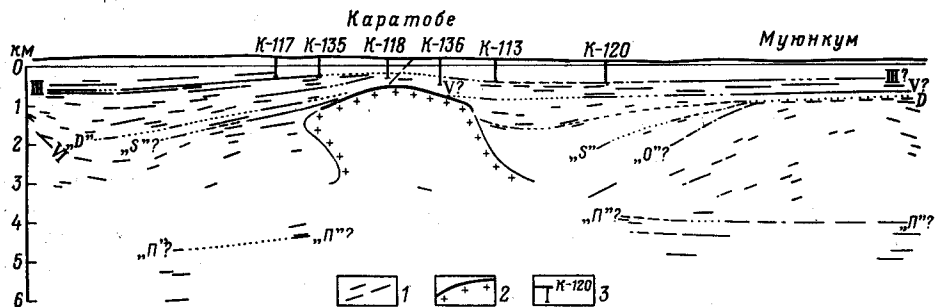 Каратобе
К-117 К-135 К-118 К-136 К-113 К-120 Муюнкум
км
0
III III?
V? V?
1 D
VI „D" „S"? „S" „O"?
2
3
4 „П"? „П"?
„П"? „П"?
5
6 1 2 К-120 3